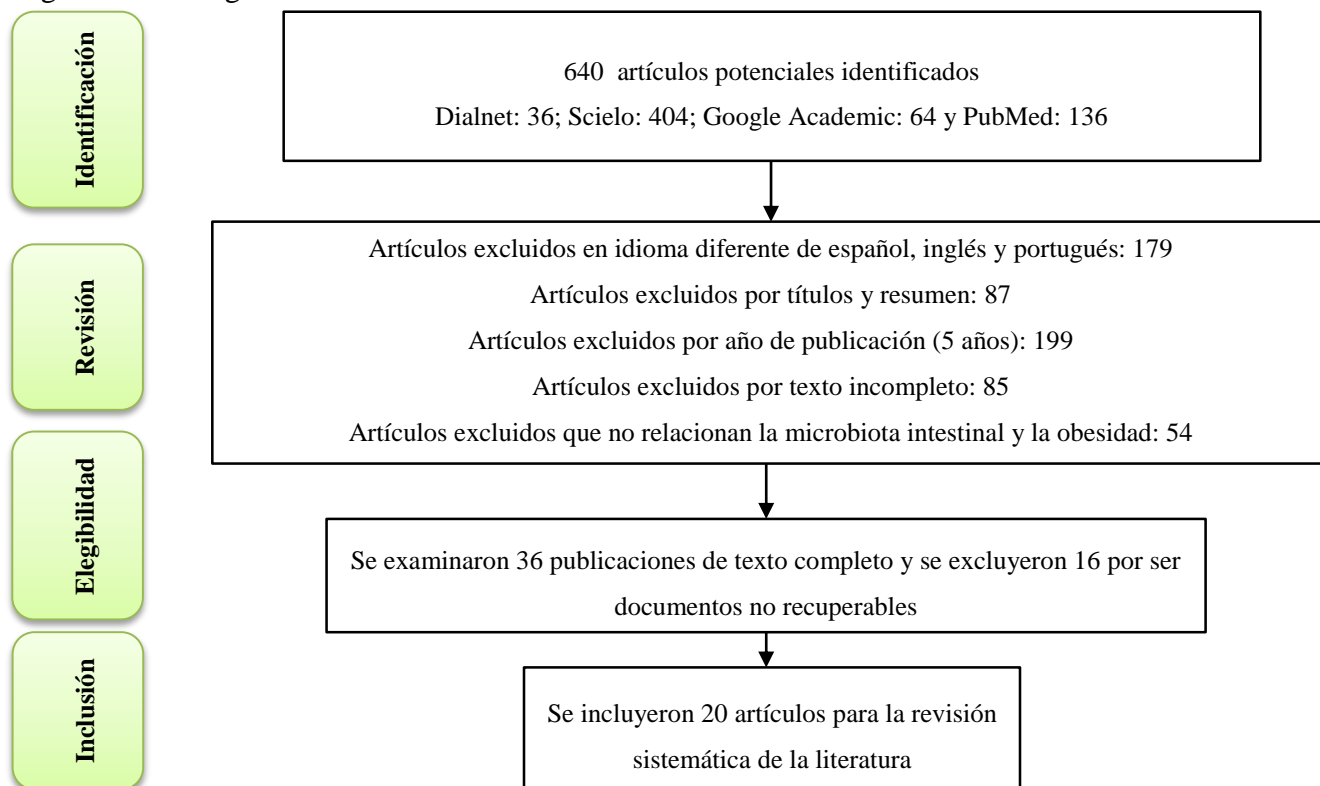 Identificación
640 artículos potenciales identificados
Dialnet: 36; Scielo: 404; Google Academic: 64 y PubMed: 136
Revisión
Artículos excluidos en idioma diferente de español, inglés y portugués: 179
Artículos excluidos por títulos y resumen: 87
Artículos excluidos por año de publicación (5 años): 199
Artículos excluidos por texto incompleto: 85
Artículos excluidos que no relacionan la microbiota intestinal y la obesidad: 54
Elegibilidad
Se examinaron 36 publicaciones de texto completo y se excluyeron 16 por ser
documentos no recuperables
Inclusión
Se incluyeron 20 artículos para la revisión
sistemática de la literatura